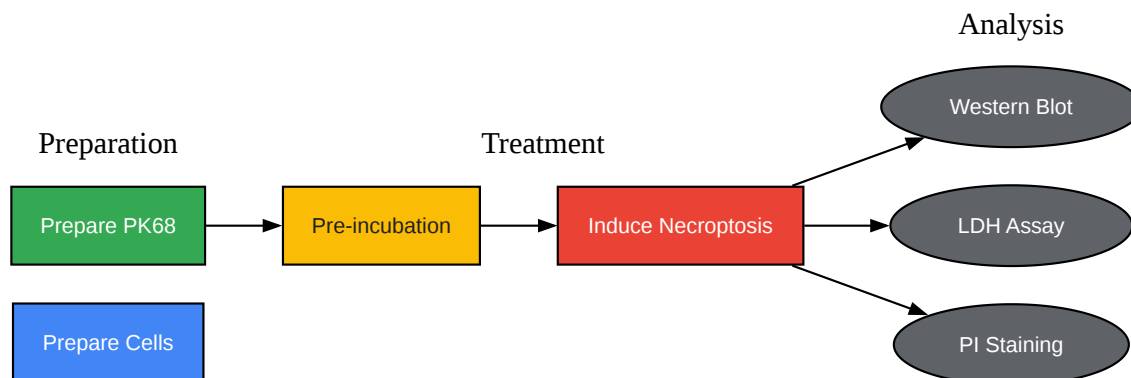 Preparation
Prepare PK68
Prepare Cells
Treatment
Pre-incubation
Induce Necroptosis
Analysis
Western Blot
LDH Assay
PI Staining